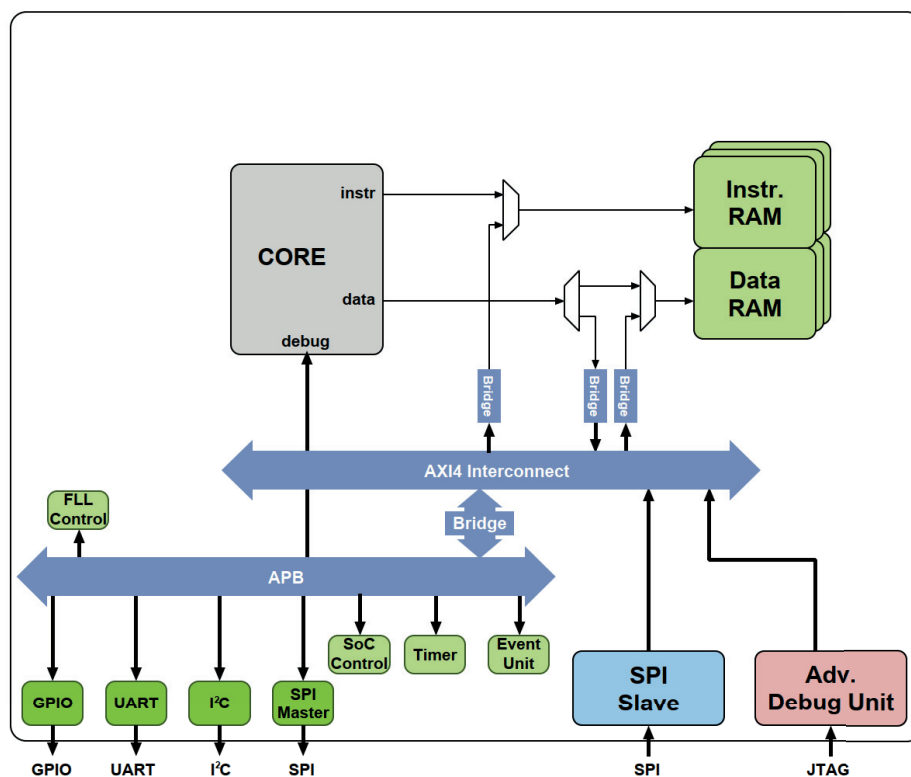 instr
CORE
data
debug
Instr.
RAM
Data
RAM
Bridge
Bridge
Bridge
AXI4 Interconnect
FLL
Control
Bridge
APB
SoC
Control
Timer
Event
Unit
GPIO
UART
I²C
SPI
Master
SPI
Slave
Adv.
Debug Unit
GPIO
UART
I²C
SPI
SPI
JTAG